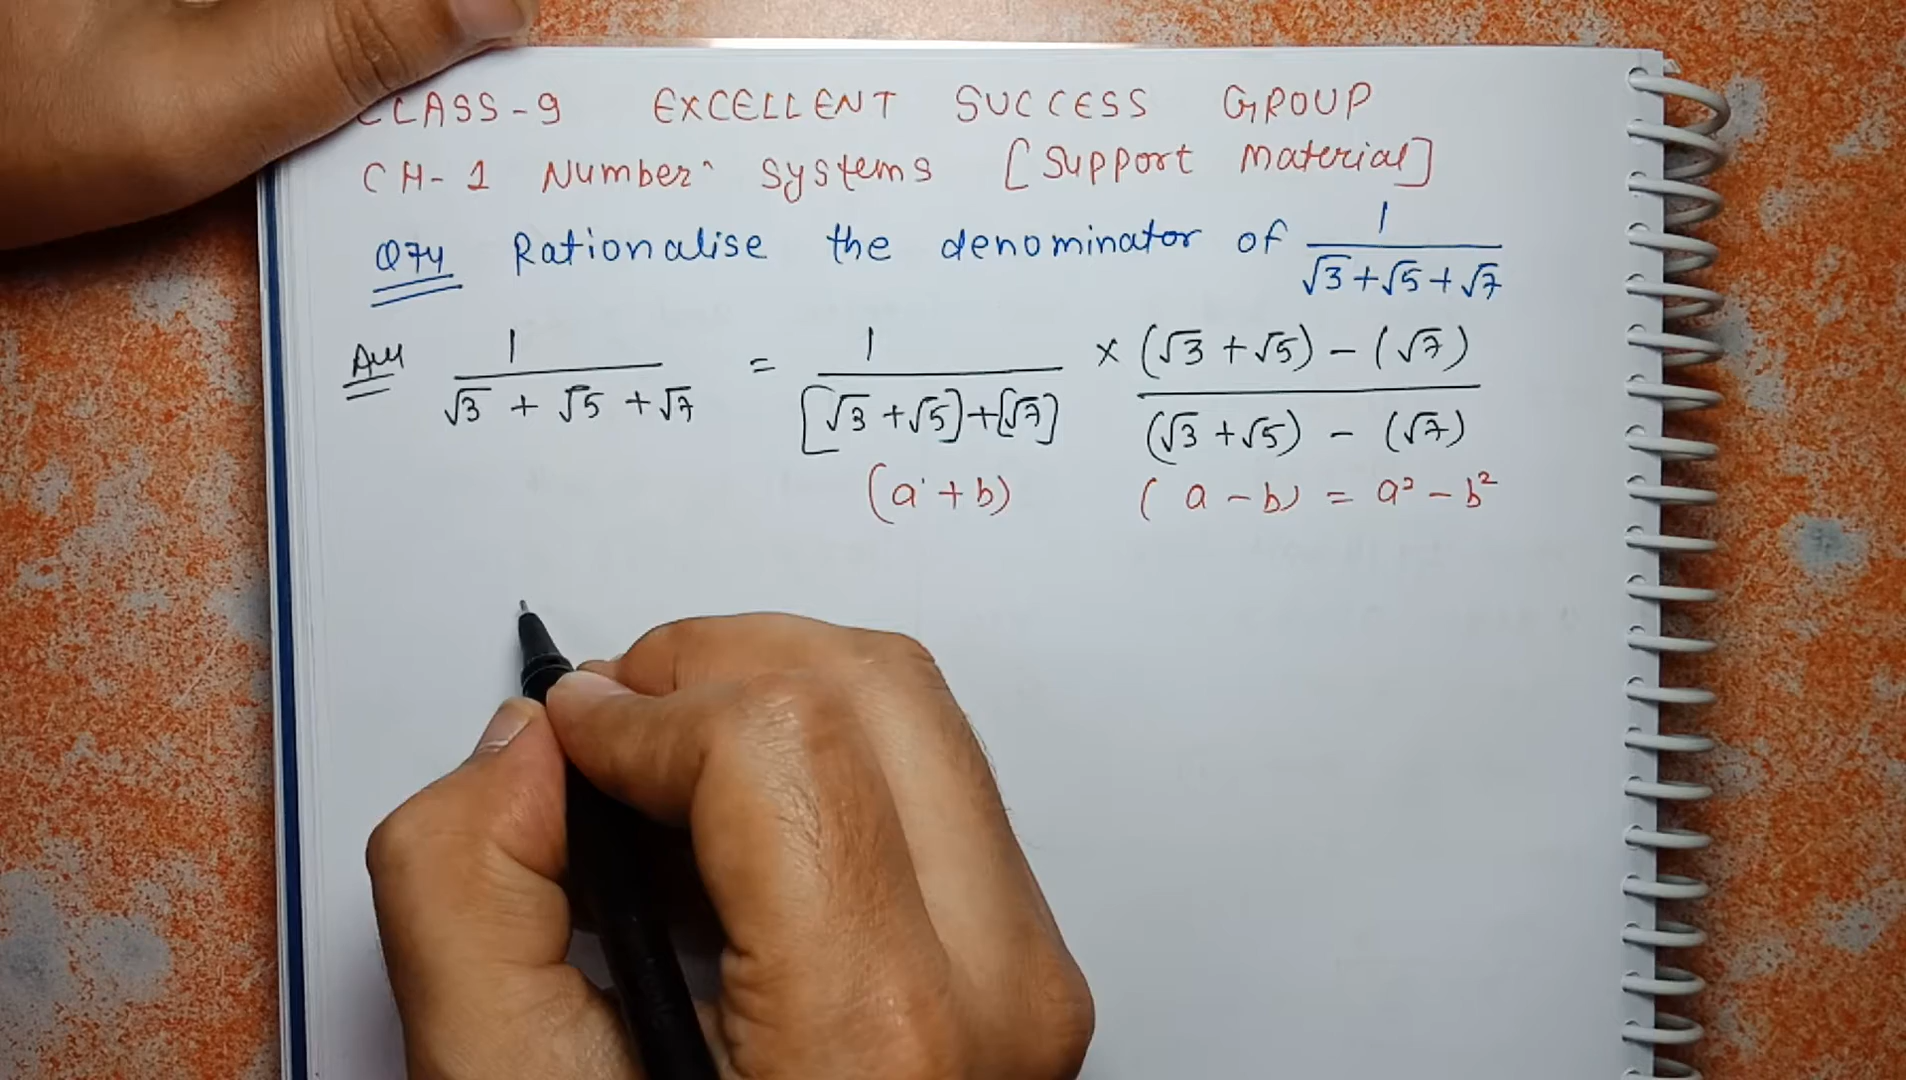 CLASS-9 EXCELLENT SUCCESS GROUP
CH-1 Number Systems [Support Material]
Q74 Rationalise the denominator of 1/(√3+√5+√7)
Ans 1/(√3 + √5 + √7) = 1/([√3+√5]+[√7]) × ((√3+√5) - (√7))/((√3+√5) - (√7))
(a + b) (a - b) = a² - b²